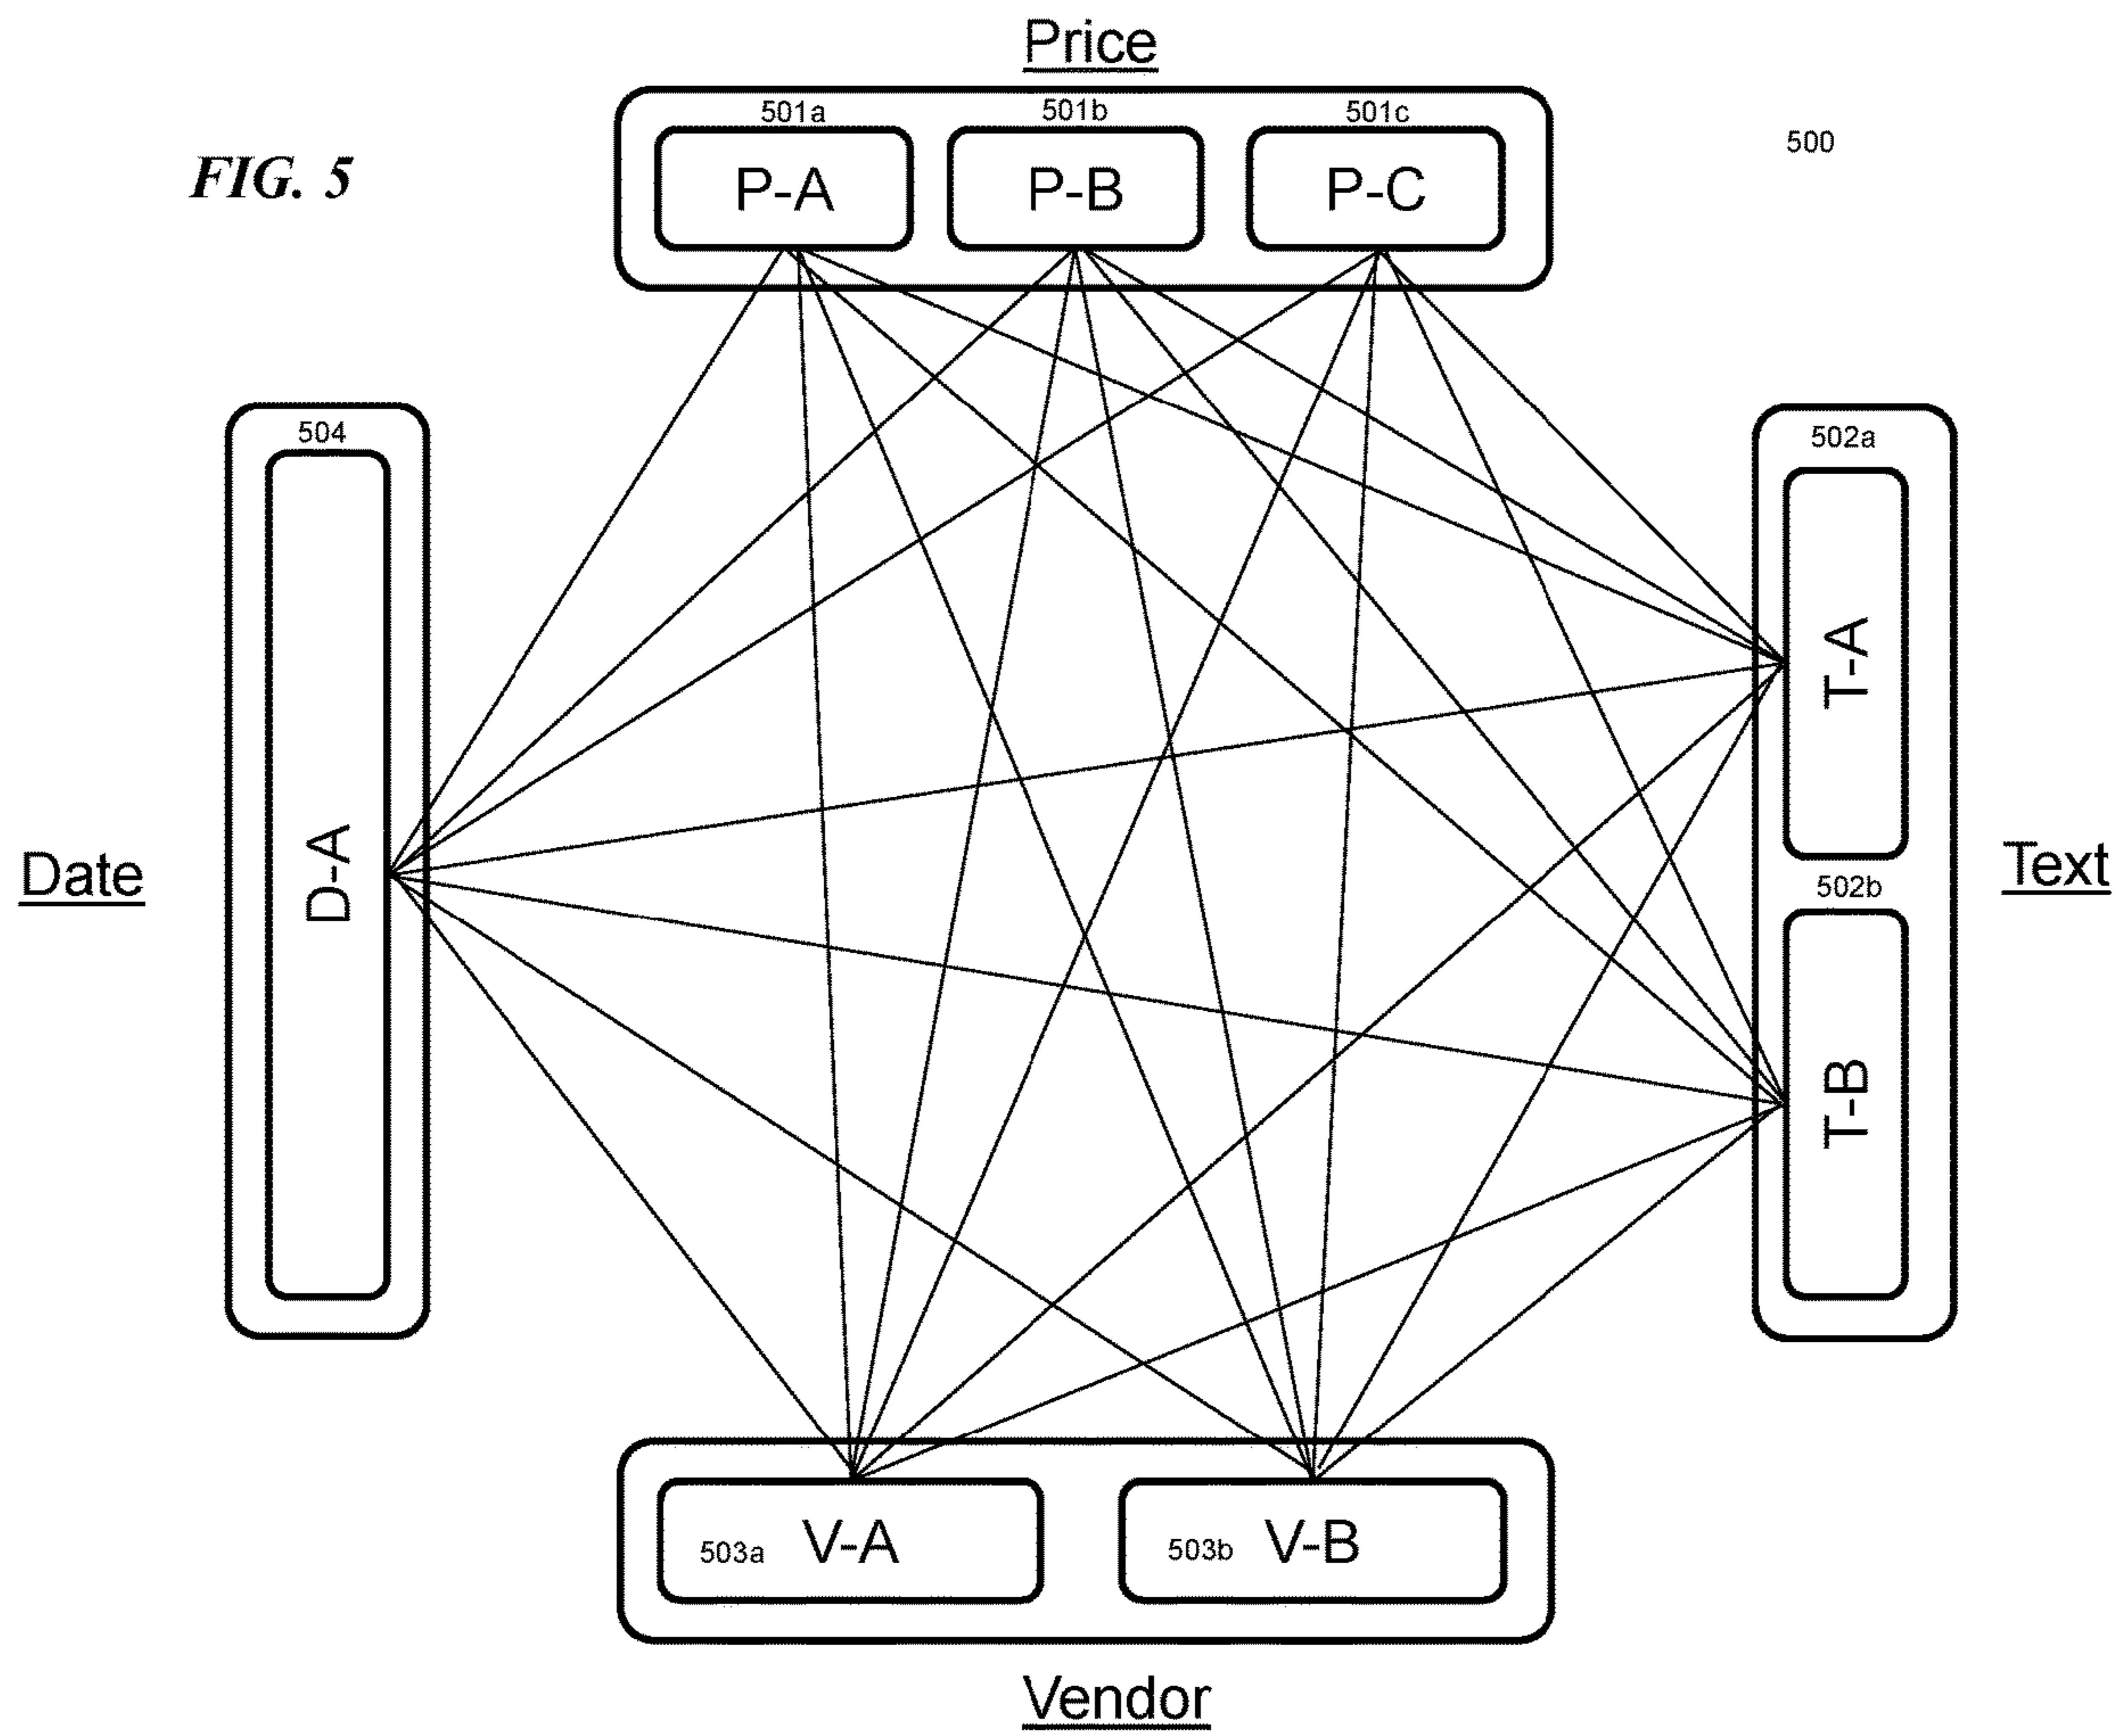 Price
501a
501b
501c
500
FIG. 5
P-A
P-B
P-C
504
502a
T-A
D-A
Date
Text
502b
T-B
503a
V-A
503b
V-B
Vendor